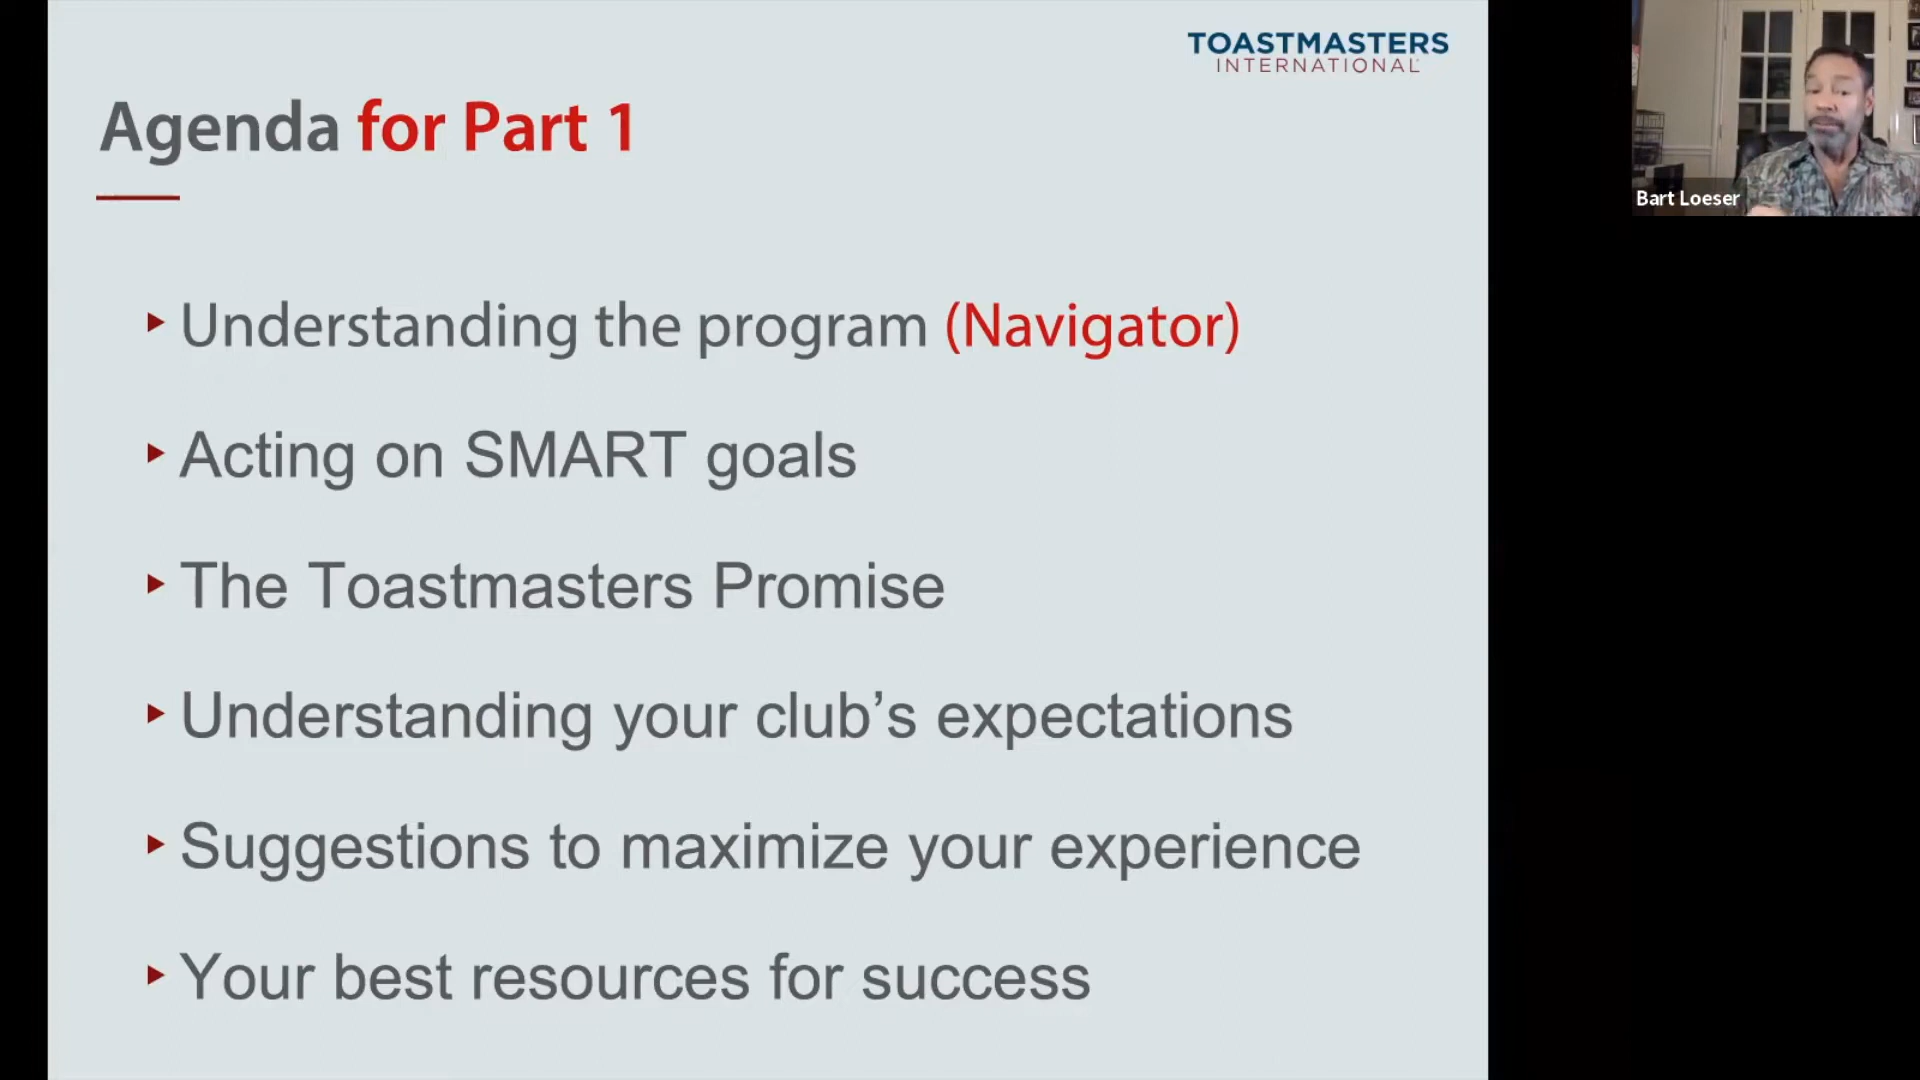 TOASTMASTERS
INTERNATIONAL
Agenda for Part 1
Understanding the program (Navigator)
Acting on SMART goals
The Toastmasters Promise
Understanding your club’s expectations
Suggestions to maximize your experience
Your best resources for success
Bart Loeser